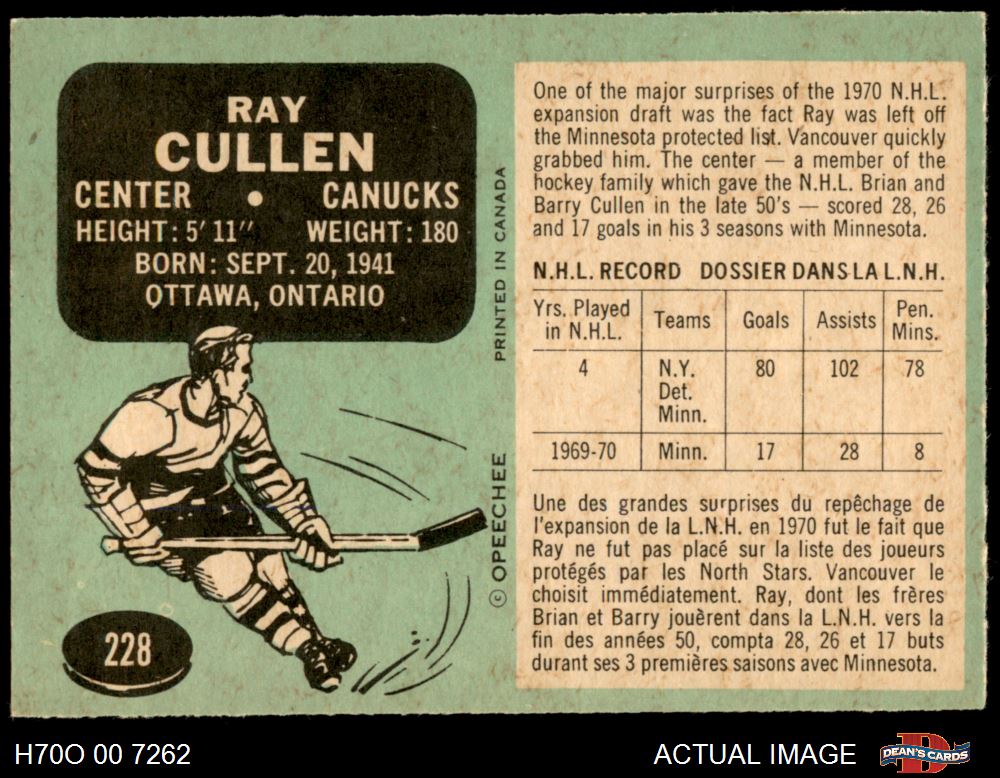 RAY
CULLEN
CENTER • CANUCKS
HEIGHT: 5' 11" WEIGHT: 180
BORN: SEPT. 20, 1941
OTTAWA, ONTARIO
228
© OPEECHEE PRINTED IN CANADA
One of the major surprises of the 1970 N.H.L.
expansion draft was the fact Ray was left off
the Minnesota protected list. Vancouver quickly
grabbed him. The center — a member of the
hockey family which gave the N.H.L. Brian and
Barry Cullen in the late 50's — scored 28, 26
and 17 goals in his 3 seasons with Minnesota.
N.H.L. RECORD DOSSIER DANS LA L.N.H.
Yrs. Played in N.H.L. Teams Goals Assists Pen. Mins.
4 N.Y. 80 102 78
Det.
Minn.
1969-70 Minn. 17 28 8
Une des grandes surprises du repêchage de
l'expansion de la L.N.H. en 1970 fut le fait que
Ray ne fut pas placé sur la liste des joueurs
protégés par les North Stars. Vancouver le
choisit immédiatement. Ray, dont les frères
Brian et Barry jouèrent dans la L.N.H. vers la
fin des années 50, compta 28, 26 et 17 buts
durant ses 3 premières saisons avec Minnesota.
H70O 00 7262 ACTUAL IMAGE DEAN'S CARDS